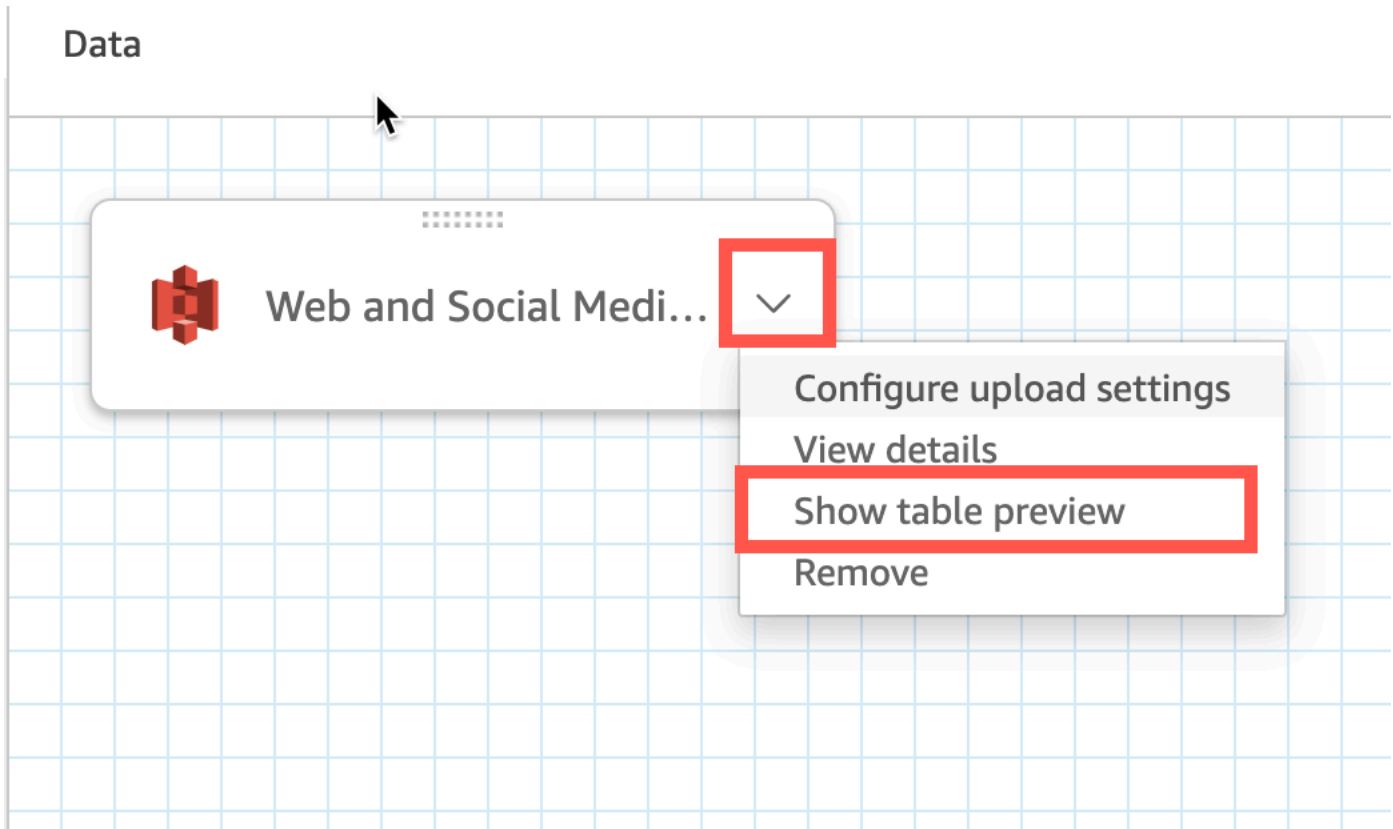 Data
Web and Social Medi...
Configure upload settings
View details
Show table preview
Remove